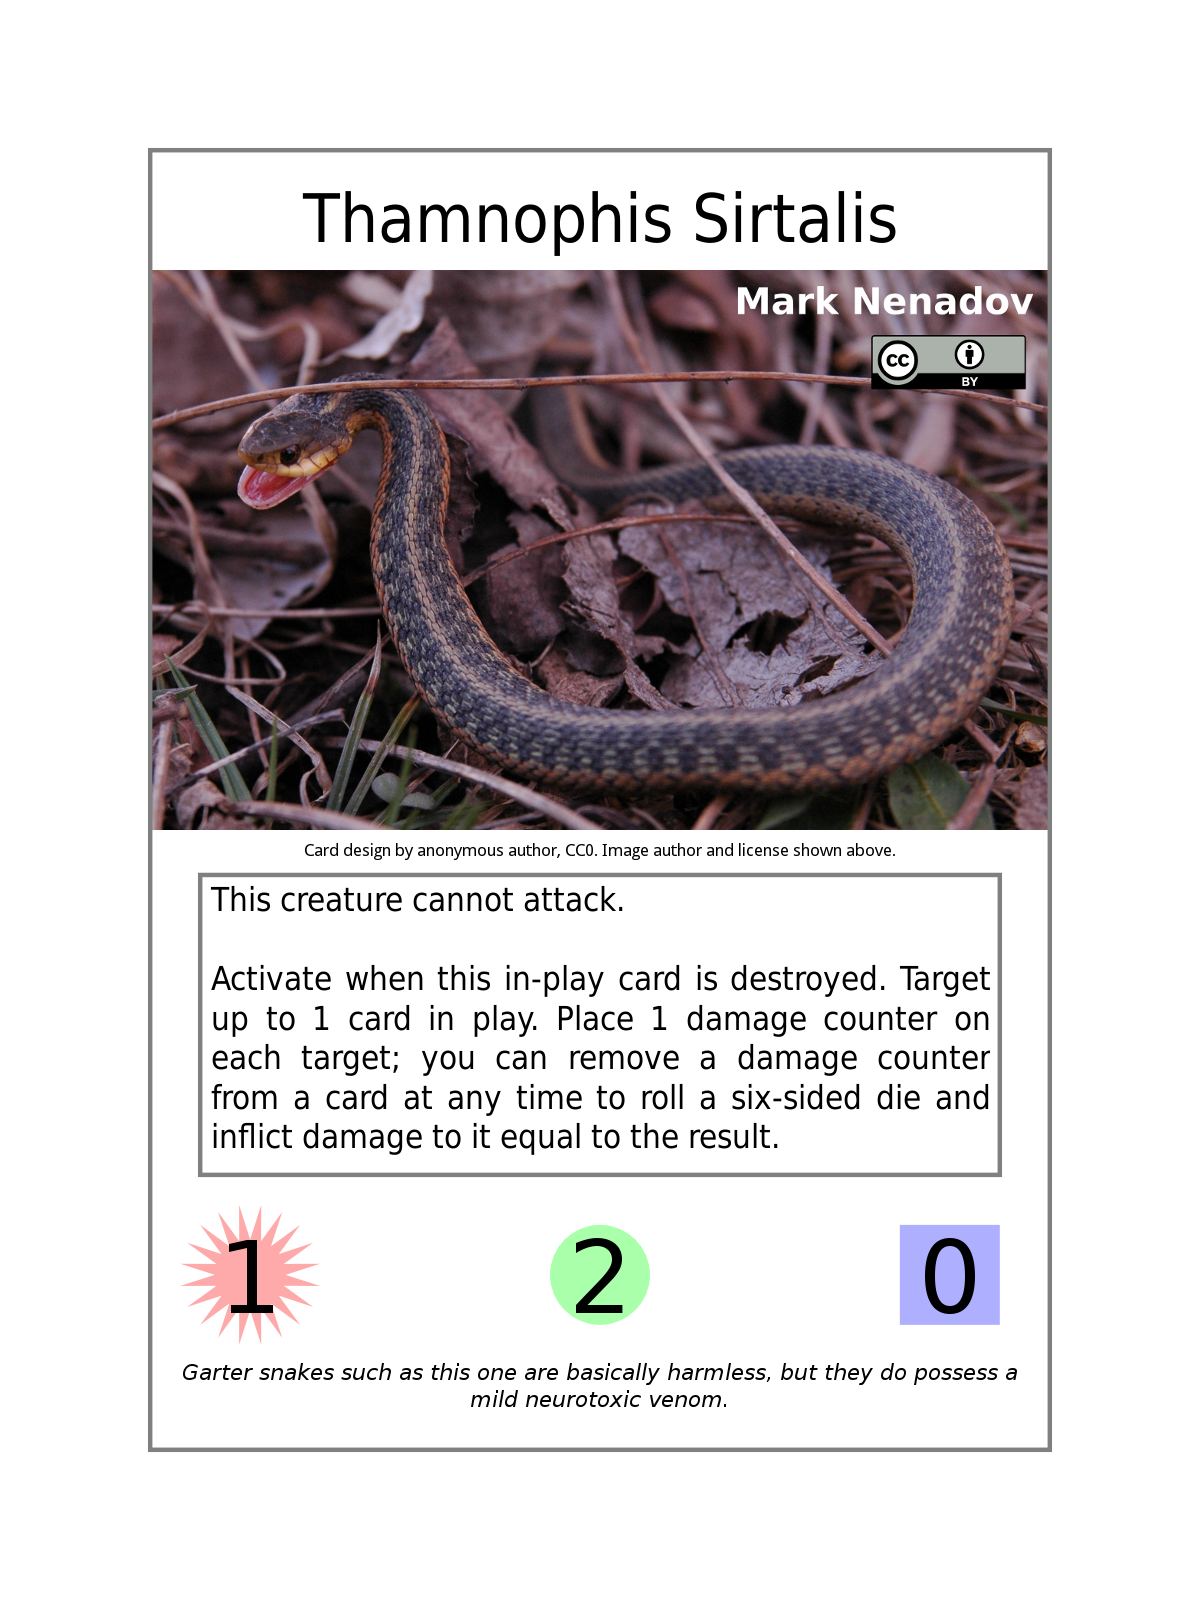 Thamnophis Sirtalis
Mark Nenadov
cc
BY
Card design by anonymous author, CC0. Image author and license shown above.
This creature cannot attack.
Activate when this in-play card is destroyed. Target
up to 1 card in play. Place 1 damage counter on
each target; you can remove a damage counter
from a card at any time to roll a six-sided die and
inflict damage to it equal to the result.
1 2 0
Garter snakes such as this one are basically harmless, but they do possess a
mild neurotoxic venom.